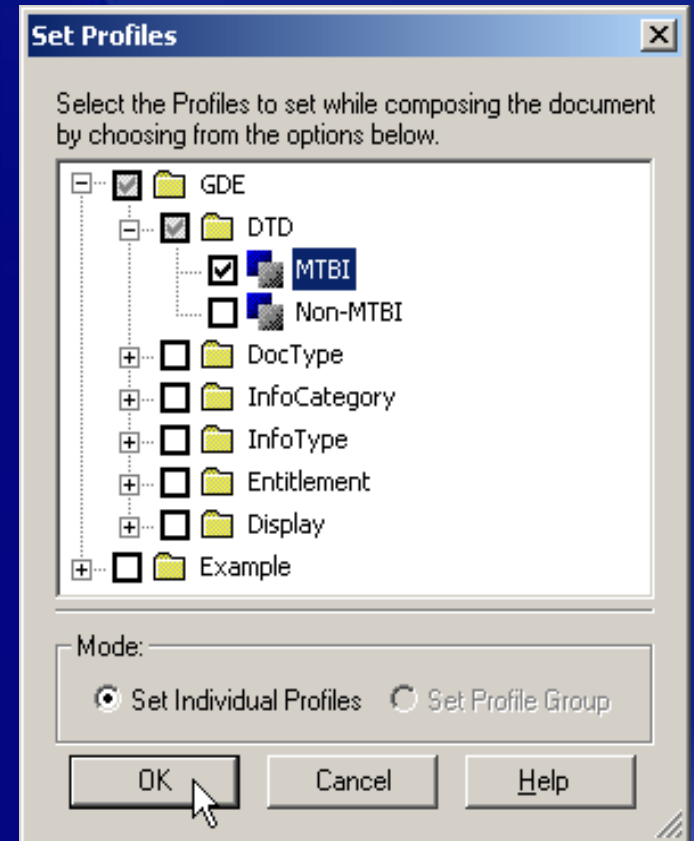 Set Profiles
Select the Profiles to set while composing the document
by choosing from the options below.
GDE
DTD
MTBI
Non-MTBI
DocType
InfoCategory
InfoType
Entitlement
Display
Example
Mode:
Set Individual Profiles Set Profile Group
OK Cancel Help